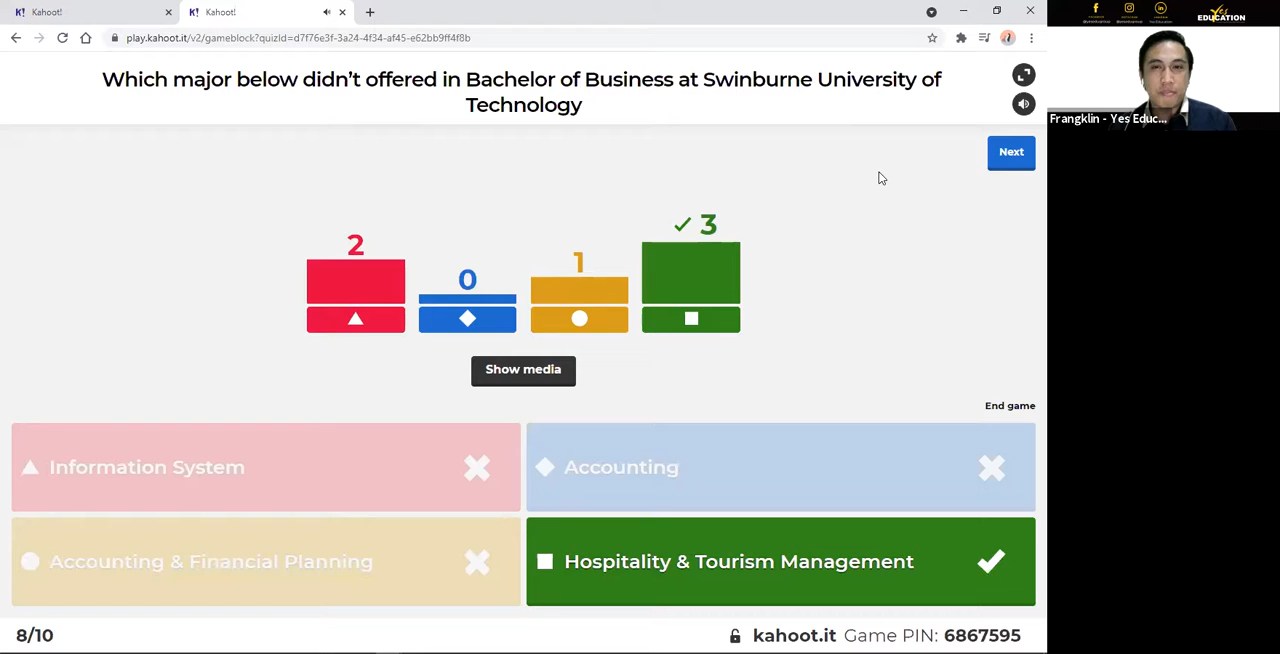 Kahoot!
Kahoot!
play.kahoot.it/v2/gameblock?quizId=d7f76e3f-3a24-4f34-af45-e62bb9ff4f8b
Yes
EDUCATION
Which major below didn’t offered in Bachelor of Business at Swinburne University of
Technology
Frangklin - Yes Educ...
Next
2
0
1
3
Show media
End game
Information System
Accounting
Accounting & Financial Planning
Hospitality & Tourism Management
8/10
kahoot.it Game PIN: 6867595